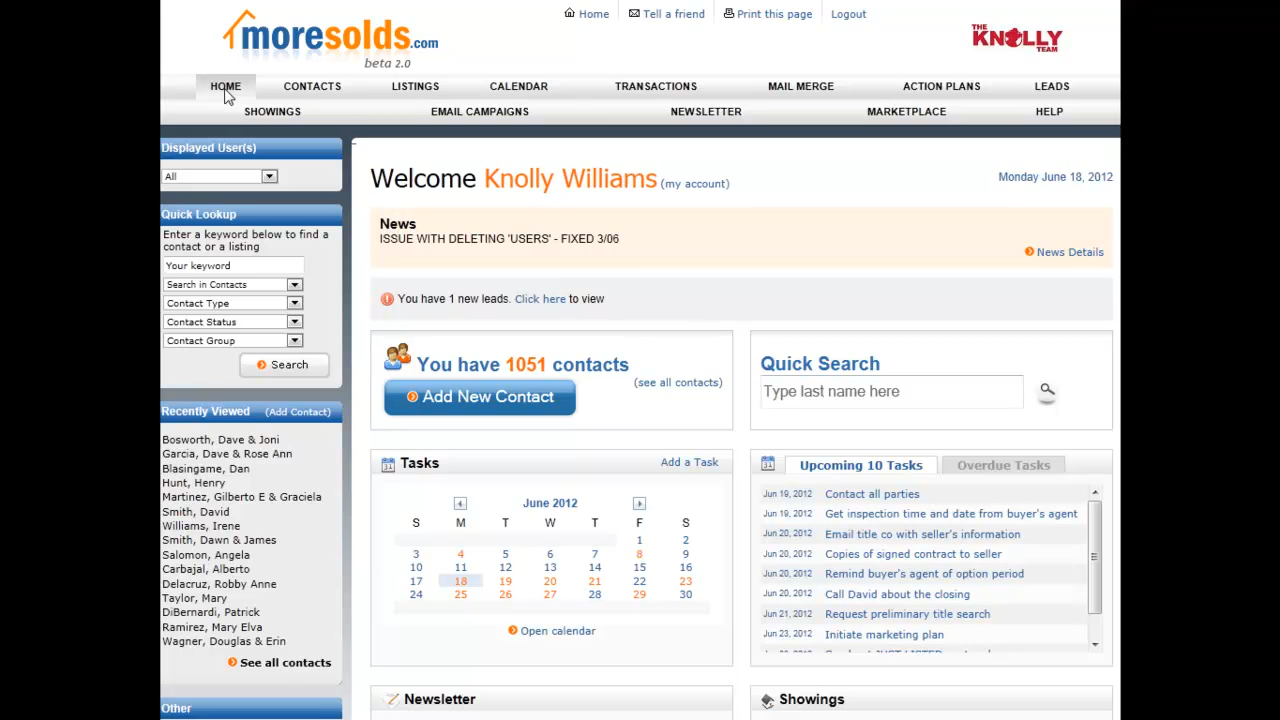 moresolds.com
beta 2.0
Home
Tell a friend
Print this page
Logout
THE KNOLLY TEAM
HOME CONTACTS LISTINGS CALENDAR TRANSACTIONS MAIL MERGE ACTION PLANS LEADS
SHOWINGS EMAIL CAMPAIGNS NEWSLETTER MARKETPLACE HELP
Displayed User(s)
All
Quick Lookup
Enter a keyword below to find a
contact or a listing
Your keyword
Search in Contacts
Contact Type
Contact Status
Contact Group
Search
Recently Viewed (Add Contact)
Bosworth, Dave & Joni
Garcia, Dave & Rose Ann
Blasingame, Dan
Hunt, Henry
Martinez, Gilberto E & Graciela
Smith, David
Williams, Irene
Smith, Dawn & James
Salomon, Angela
Carbajal, Alberto
Delacruz, Robby Anne
Taylor, Mary
DiBernardi, Patrick
Ramirez, Mary Elva
Wagner, Douglas & Erin
See all contacts
Other
Welcome Knolly Williams (my account)
Monday June 18, 2012
News
ISSUE WITH DELETING 'USERS' - FIXED 3/06
News Details
You have 1 new leads. Click here to view
You have 1051 contacts
(see all contacts)
Add New Contact
Quick Search
Type last name here
Tasks
Add a Task
31
June 2012
S M T W T F S
1 2
3 4 5 6 7 8 9
10 11 12 13 14 15 16
17 18 19 20 21 22 23
24 25 26 27 28 29 30
Open calendar
31
Upcoming 10 Tasks
Overdue Tasks
Jun 19, 2012 Contact all parties
Jun 19, 2012 Get inspection time and date from buyer's agent
Jun 20, 2012 Email title co with seller's information
Jun 20, 2012 Copies of signed contract to seller
Jun 20, 2012 Remind buyer's agent of option period
Jun 20, 2012 Call David about the closing
Jun 21, 2012 Request preliminary title search
Jun 23, 2012 Initiate marketing plan
Newsletter
Showings